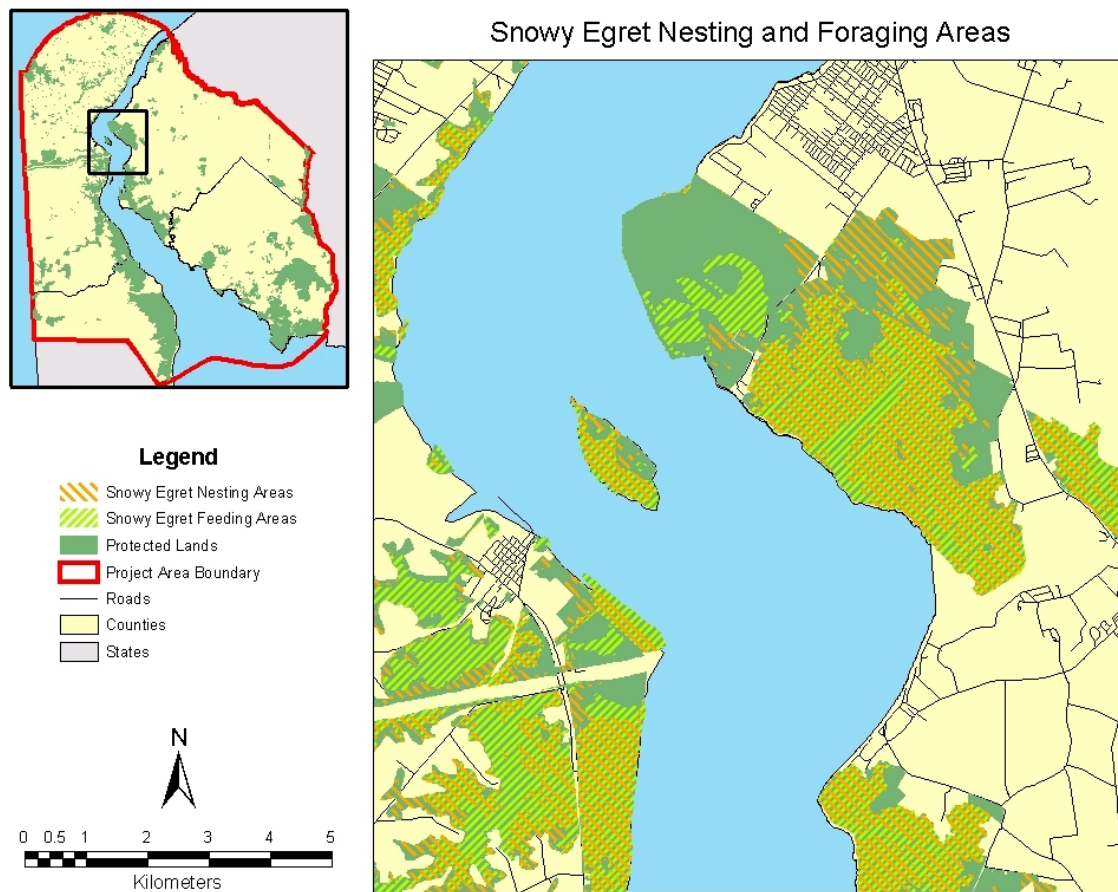 Snowy Egret Nesting and Foraging Areas
Legend
Snowy Egret Nesting Areas
Snowy Egret Feeding Areas
Protected Lands
Project Area Boundary
Roads
Counties
States
N
0 0.5 1 2 3 4 5
Kilometers